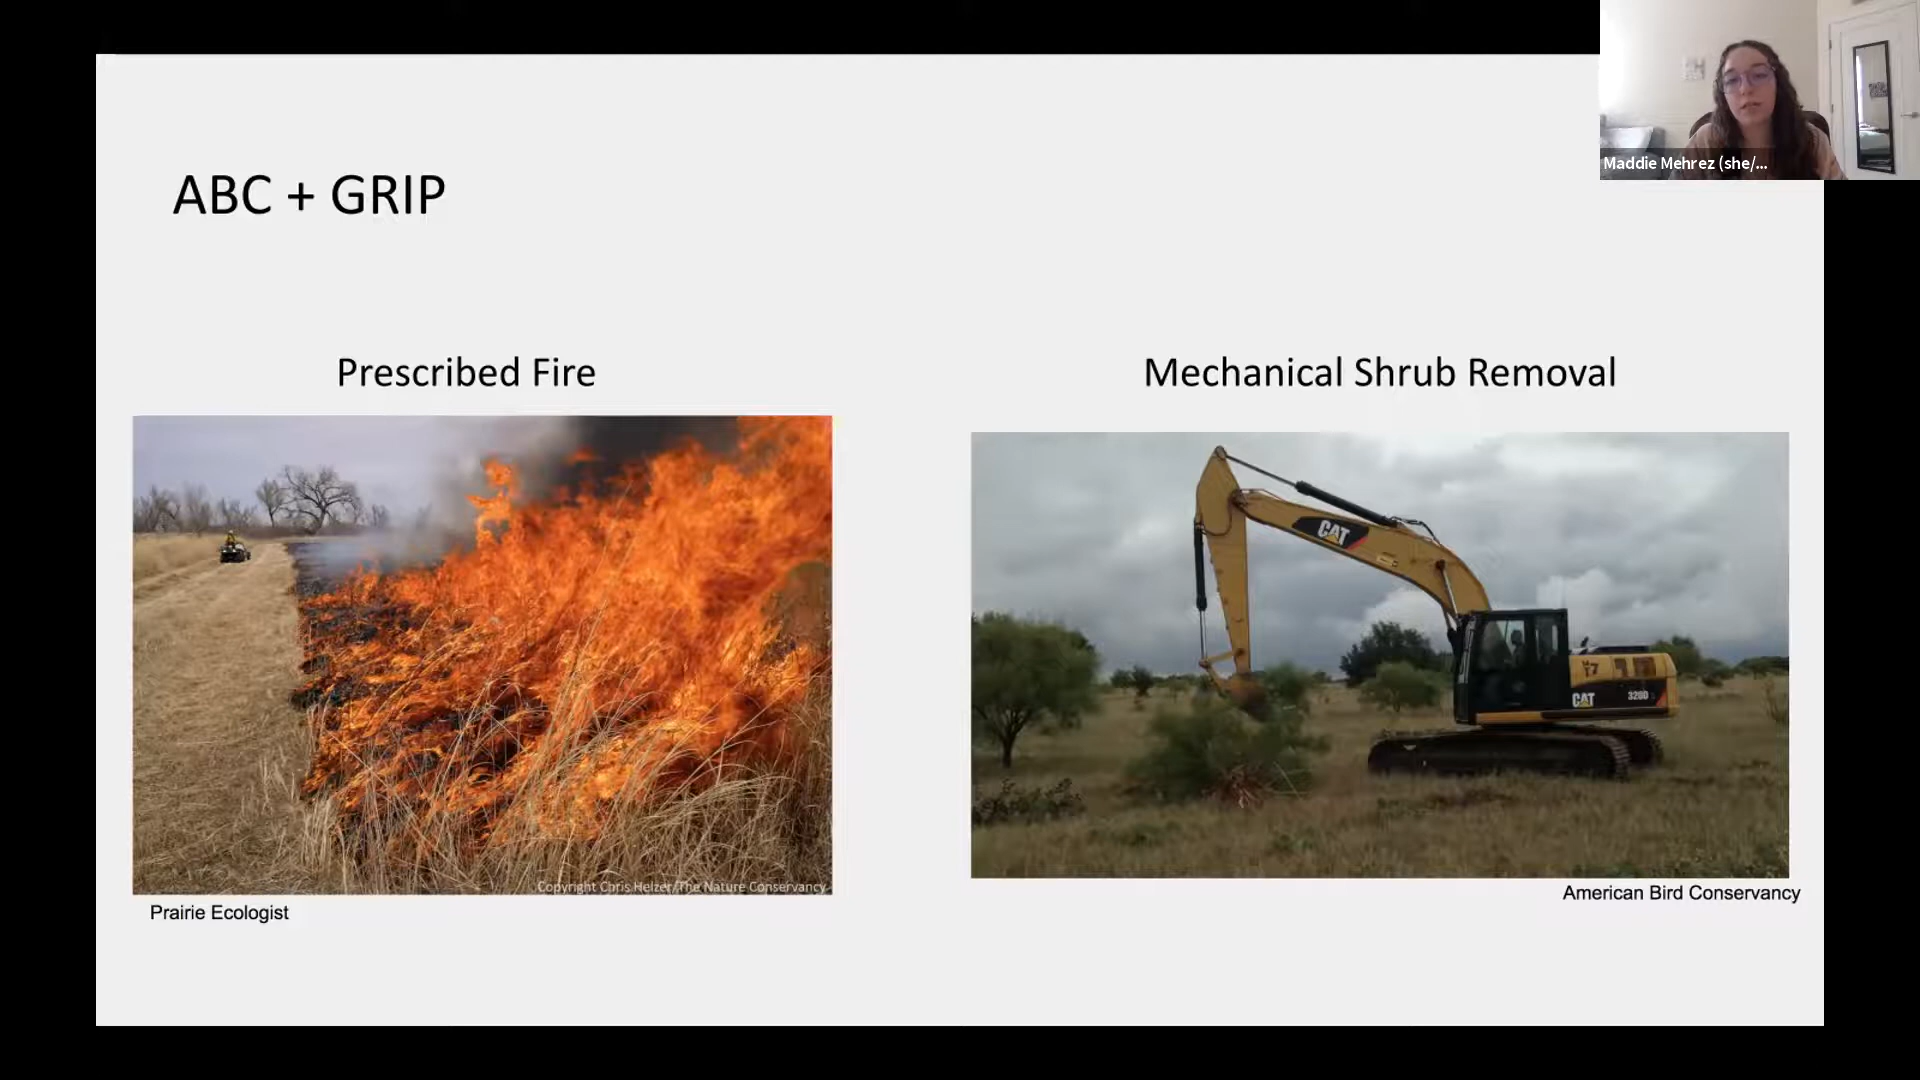 Maddie Mehrez (she/...
ABC + GRIP
Prescribed Fire
Mechanical Shrub Removal
CAT
CAT
320D
Copyright Chris Helzer/The Nature Conservancy
Prairie Ecologist
American Bird Conservancy